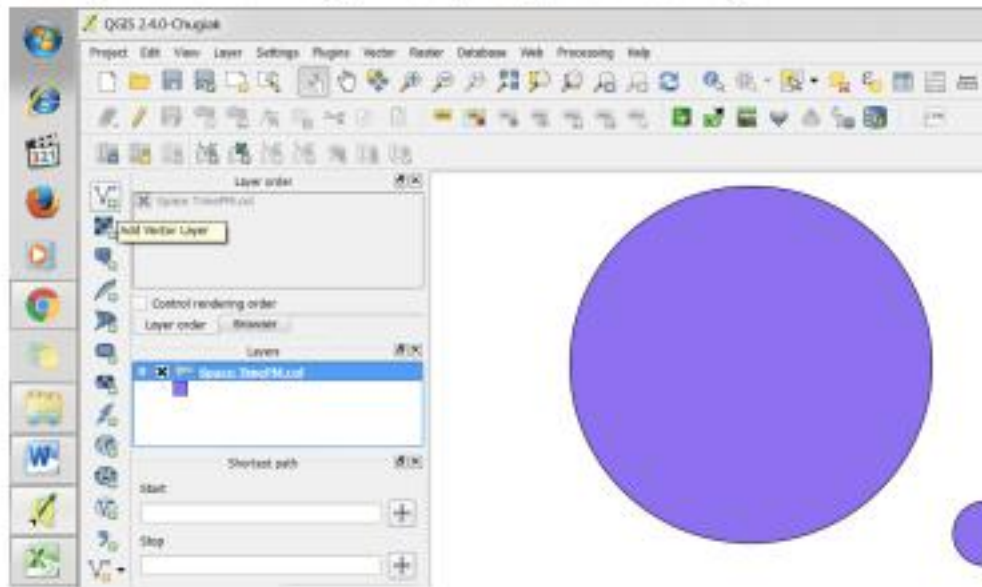 QGIS 2.4.0-Chugiak
Project Edit View Layer Settings Plugins Vector Raster Database Web Processing Help
Layer order
Add Vector Layer
Control rendering order
Layer order Browser
Layers
Shortest path
Start
Stop